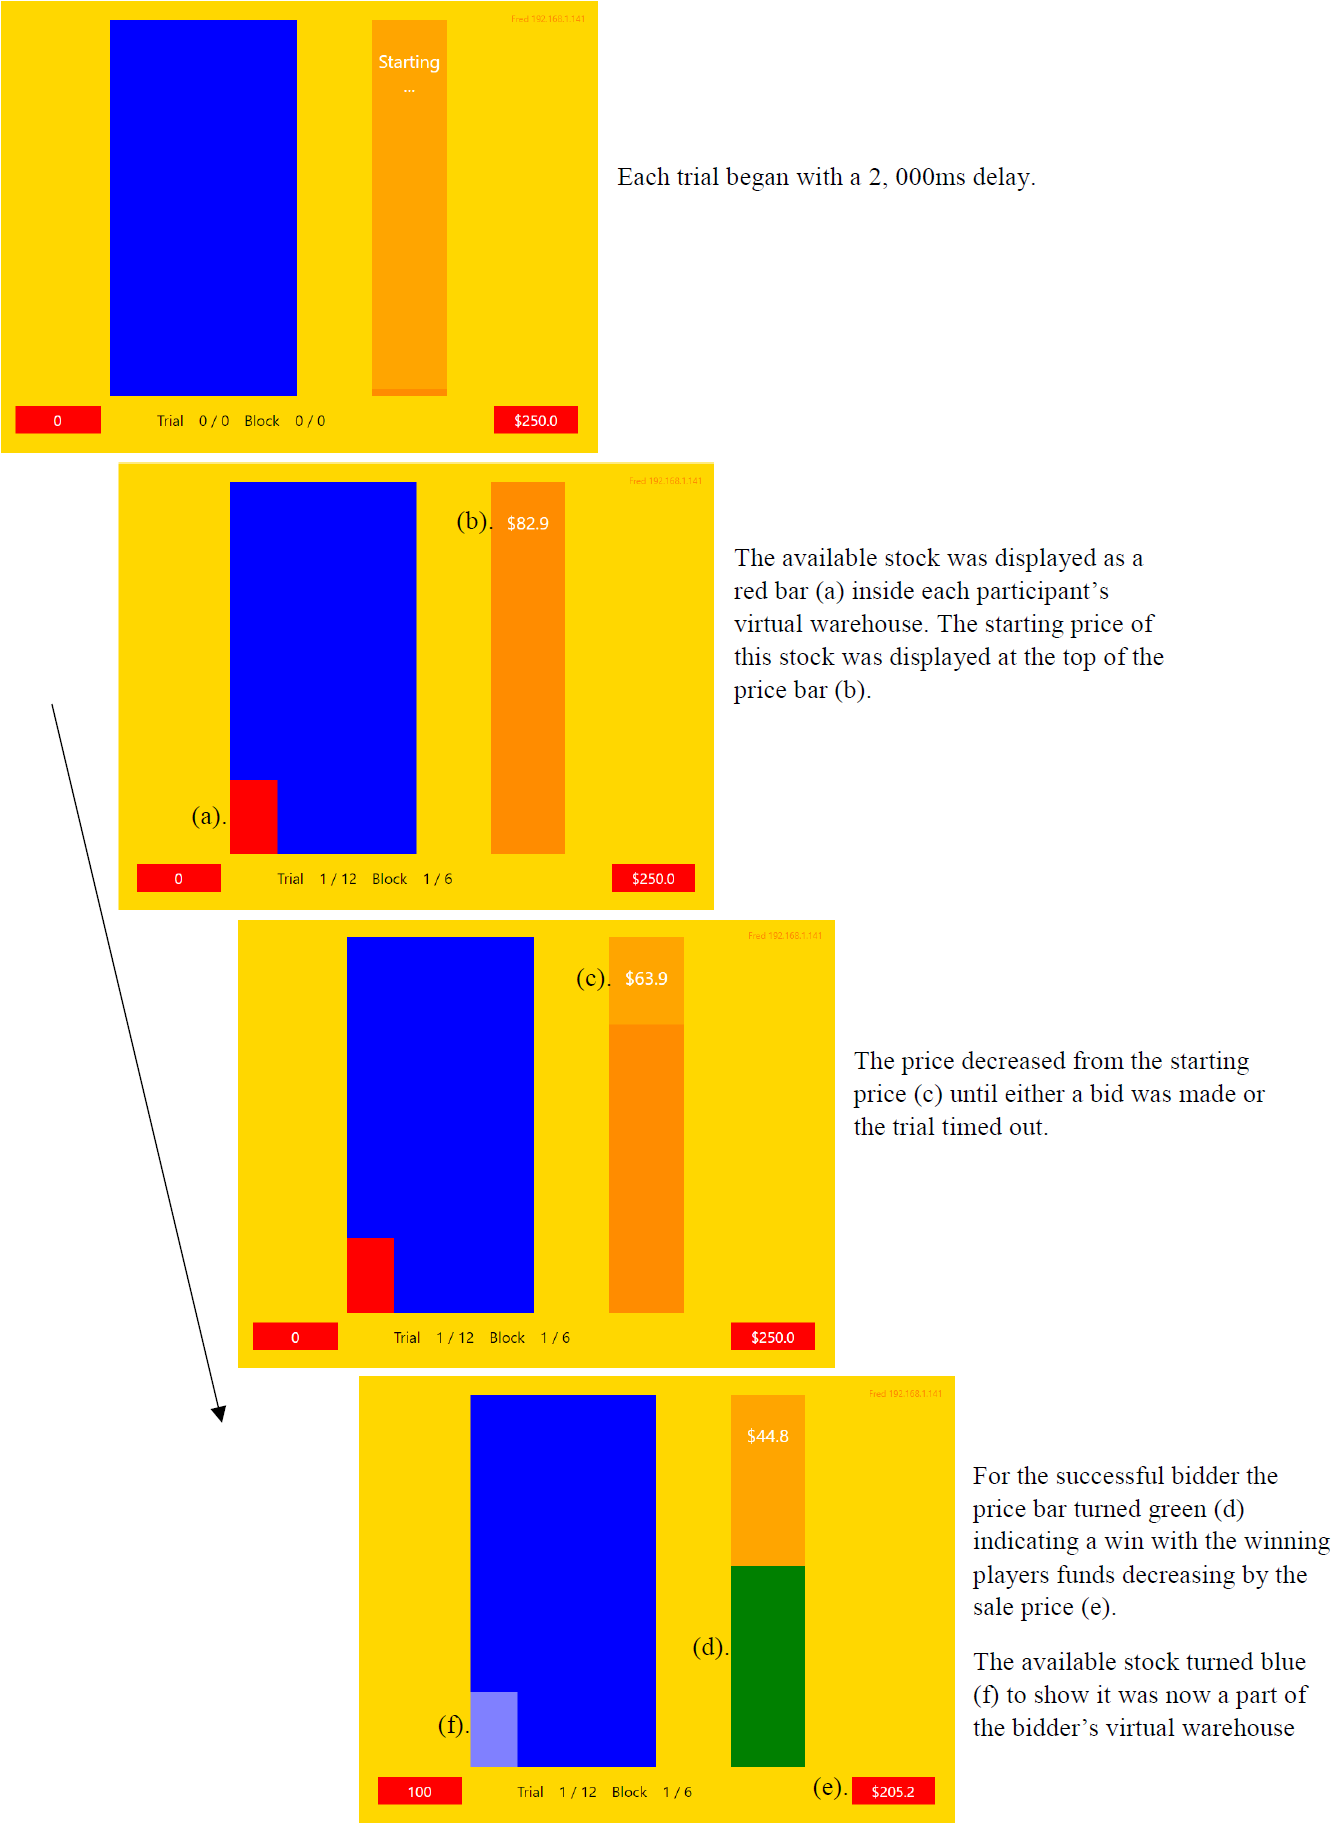 Fred 192.168.1.141
Starting
...
0
Trial 0 / 0 Block 0 / 0
$250.0
Each trial began with a 2, 000ms delay.
Fred 192.168.1.141
(b).
$82.9
(a).
0
Trial 1 / 12 Block 1 / 6
$250.0
The available stock was displayed as a
red bar (a) inside each participant’s
virtual warehouse. The starting price of
this stock was displayed at the top of the
price bar (b).
Fred 192.168.1.141
(c).
$63.9
0
Trial 1 / 12 Block 1 / 6
$250.0
The price decreased from the starting
price (c) until either a bid was made or
the trial timed out.
Fred 192.168.1.141
$44.8
(d).
(f).
100
Trial 1 / 12 Block 1 / 6
(e).
$205.2
For the successful bidder the
price bar turned green (d)
indicating a win with the winning
players funds decreasing by the
sale price (e).
The available stock turned blue
(f) to show it was now a part of
the bidder’s virtual warehouse